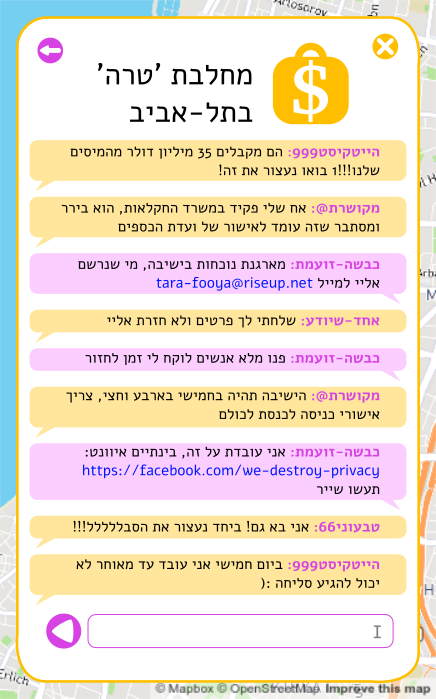 Artosorov
$
מחלבת 'טרה'
בתל-אביב
הייטקיסט999: הם מקבלים 35 מיליון דולר מהמיסים
שלנו!!!1 בואו נעצור את זה!
מקושרת@: אח שלי פקיד במשרד החקלאות, הוא בירר
ומסתבר שזה עומד לאישור של ועדת הכספים
כבשה-זועמת: מארגנת נוכחות בישיבה, מי שנרשם
אליי למייל tara-fooya@riseup.net
אחד-שיודע: שלחתי לך פרטים ולא חזרת אליי
כבשה-זועמת: פנו מלא אנשים לוקח לי זמן לחזור
מקושרת@: הישיבה תהיה בחמישי בארבע וחצי, צריך
אישורי כניסה לכנסת לכולם
כבשה-זועמת: אני עובדת על זה, בינתיים איוונט:
https://facebook.com/we-destroy-privacy
תעשו שייר
טבעוני66: אני בא גם! ביחד נעצור את הסבלללללל!!!
הייטקיסט999: ביום חמישי אני עובד עד מאוחר לא
יכול להגיע סליחה :(
Erlich
© Mapbox © OpenStreetMap Improve this map